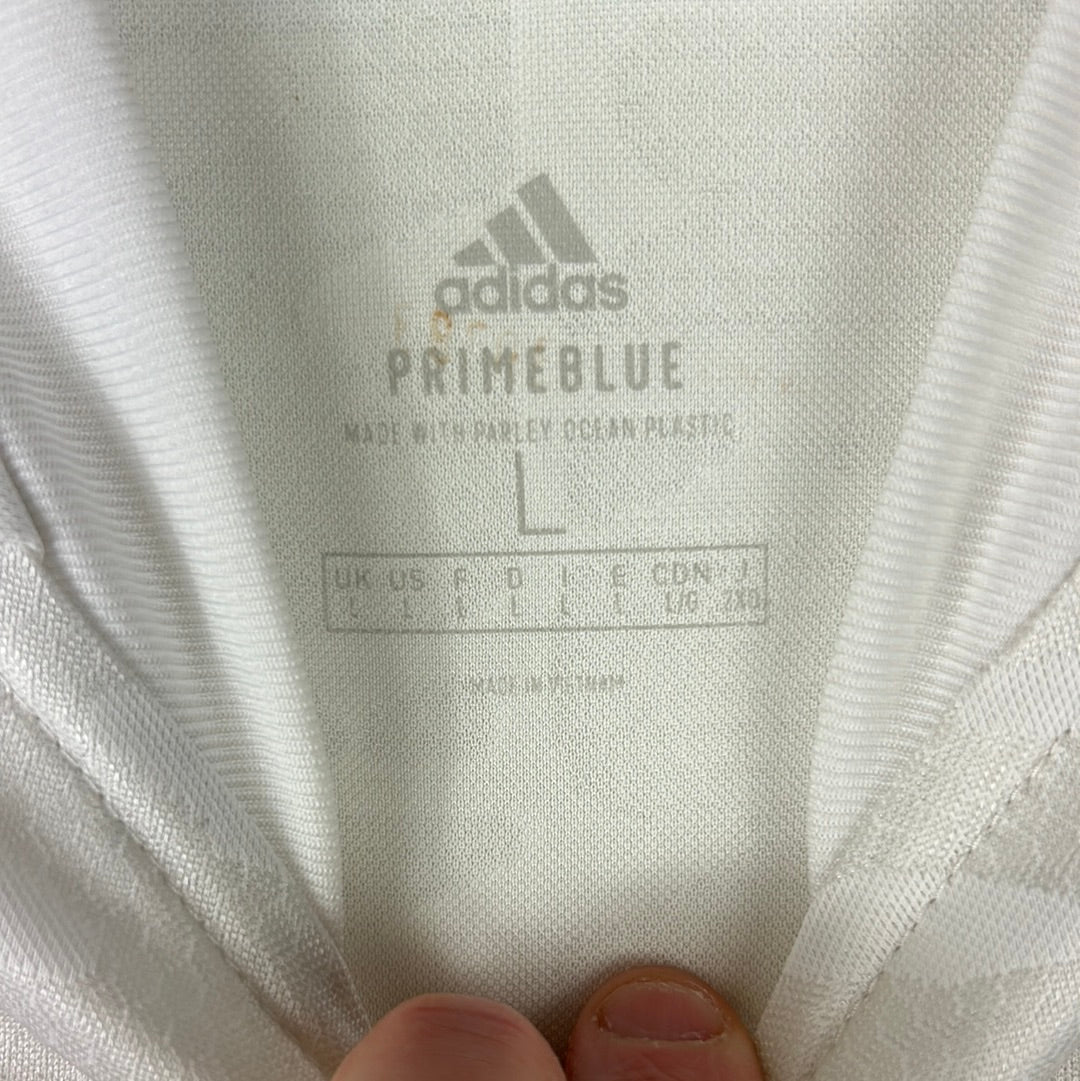 adidas
PRIMEBLUE
MADE WITH PARLEY OCEAN PLASTIC
L
UK US F D I E CDN J
L L L L L L L/G 2XO
MADE IN VIETNAM